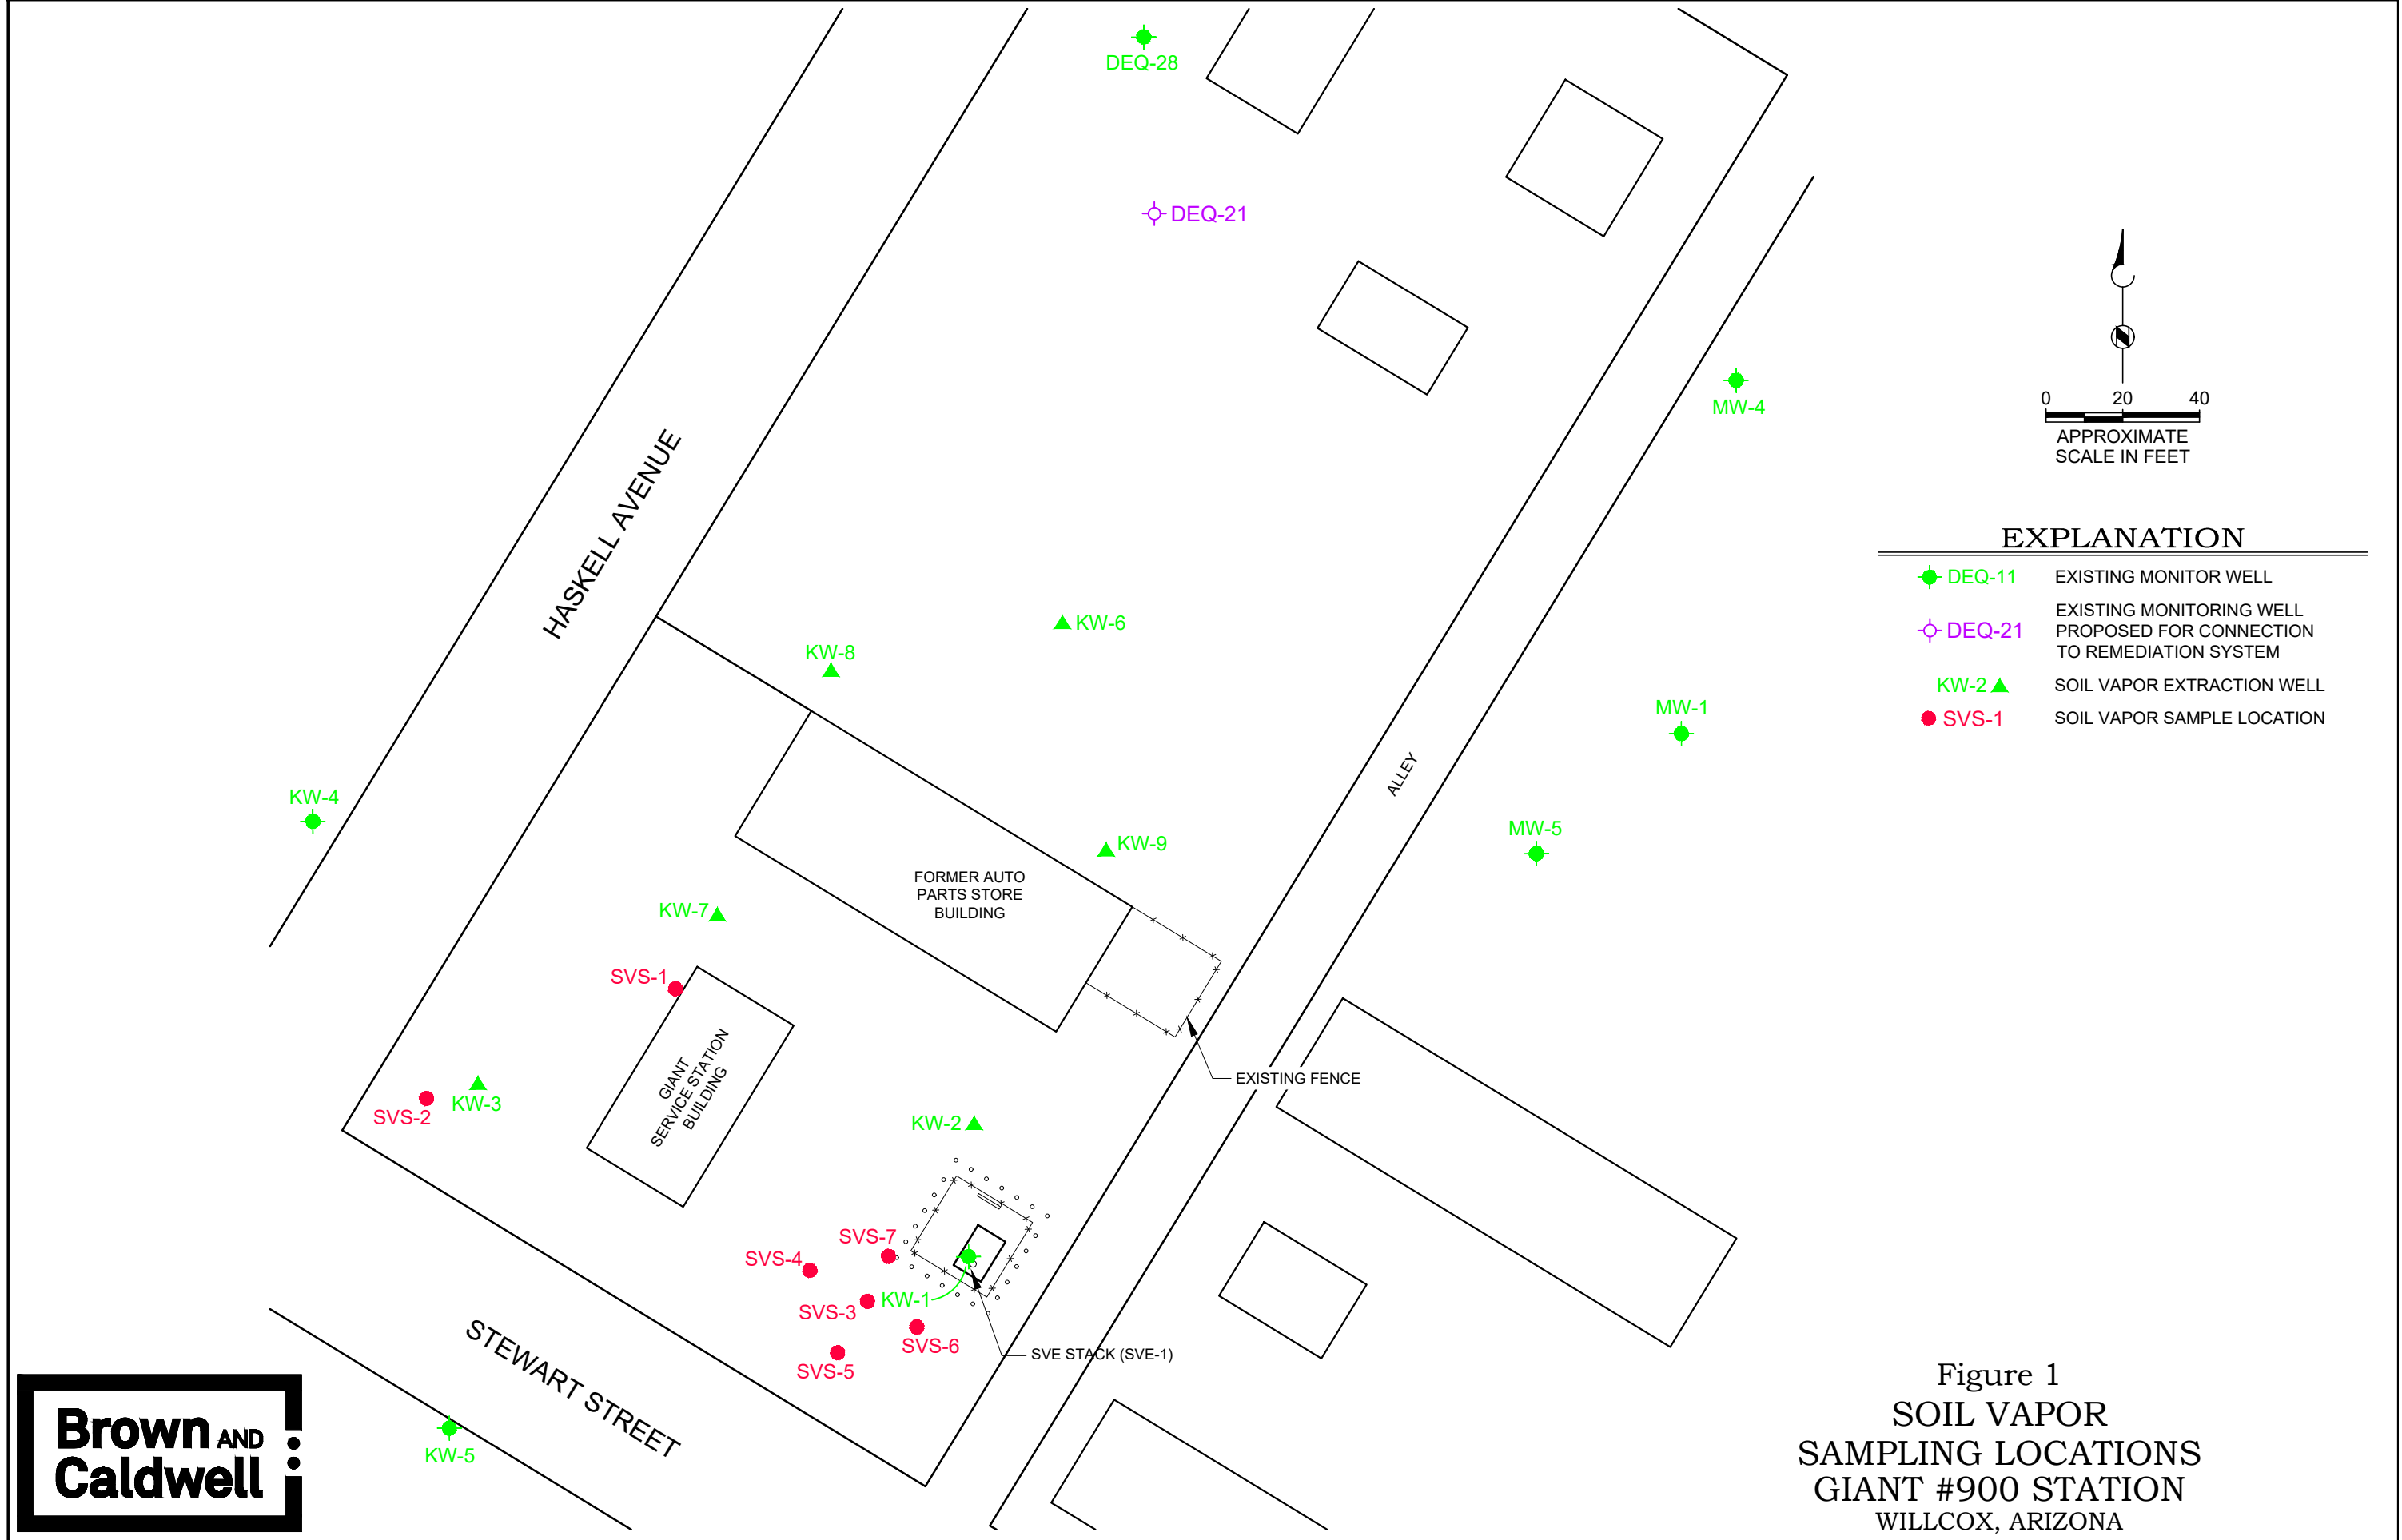 DEQ-28
DEQ-21
MW-4
0 20 40
APPROXIMATE
SCALE IN FEET
HASKELL AVENUE
EXPLANATION
DEQ-11 EXISTING MONITOR WELL
DEQ-21 EXISTING MONITORING WELL
PROPOSED FOR CONNECTION
TO REMEDIATION SYSTEM
KW-2 SOIL VAPOR EXTRACTION WELL
SVS-1 SOIL VAPOR SAMPLE LOCATION
KW-6
KW-8
MW-1
ALLEY
KW-4
MW-5
KW-9
FORMER AUTO
PARTS STORE
BUILDING
KW-7
SVS-1
GIANT
SERVICE STATION
BUILDING
EXISTING FENCE
SVS-2
KW-3
KW-2
SVS-7
SVS-4
KW-1
SVS-3
SVS-6
SVE STACK (SVE-1)
SVS-5
STEWART STREET
KW-5
Brown AND
Caldwell
N
Figure 1
SOIL VAPOR
SAMPLING LOCATIONS
GIANT #900 STATION
WILLCOX, ARIZONA